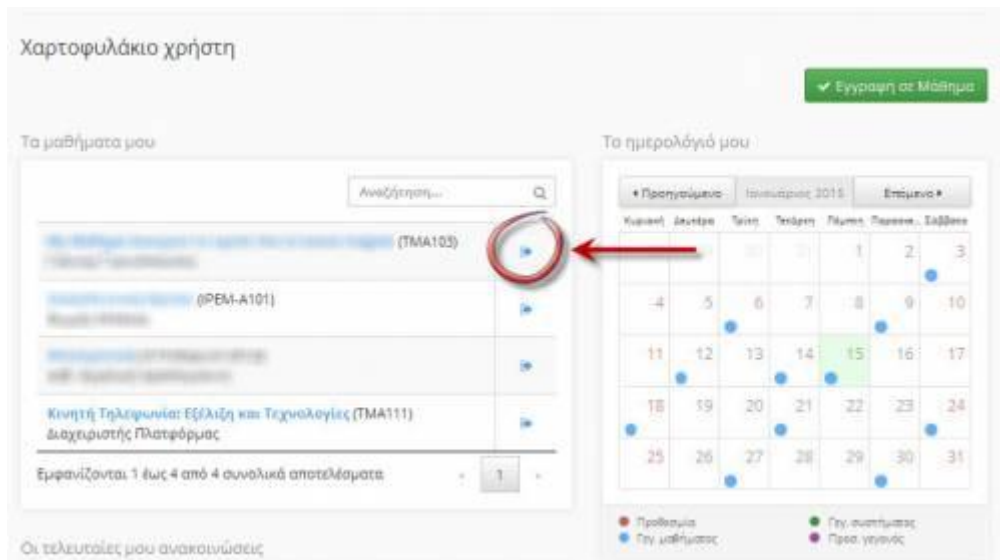 Χαρτοφυλάκιο χρήστη
Εγγραφή σε Μάθημα
Τα μαθήματα μου
Αναζήτηση...
(TMA103)
(IPEM-A101)
Κινητή Τηλεφωνία: Εξέλιξη και Τεχνολογίες (TMA111)
Διαχειριστής Πλατφόρμας
Εμφανίζονται 1 έως 4 από 4 συνολικά αποτελέσματα
1
Οι τελευταίες μου ανακοινώσεις
Το ημερολόγιό μου
Προηγούμενο Ιανουάριος 2015 Επόμενο
Κυριακή Δευτέρα Τρίτη Τετάρτη Πέμπτη Παρασκε.. Σάββατο
1 2 3
4 5 6 7 8 9 10
11 12 13 14 15 16 17
18 19 20 21 22 23 24
25 26 27 28 29 30 31
Προθεσμία Γεγ. συστήματος
Γεγ. μαθήματος Προσ. γεγονός